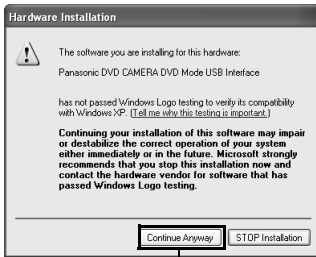 Hardware Installation
The software you are installing for this hardware:
Panasonic DVD CAMERA DVD Mode USB Interface
has not passed Windows Logo testing to verify its compatibility
with Windows XP. (Tell me why this testing is important.)
Continuing your installation of this software may impair
or destabilize the correct operation of your system
either immediately or in the future. Microsoft strongly
recommends that you stop this installation now and
contact the hardware vendor for software that has
passed Windows Logo testing.
Continue Anyway
STOP Installation